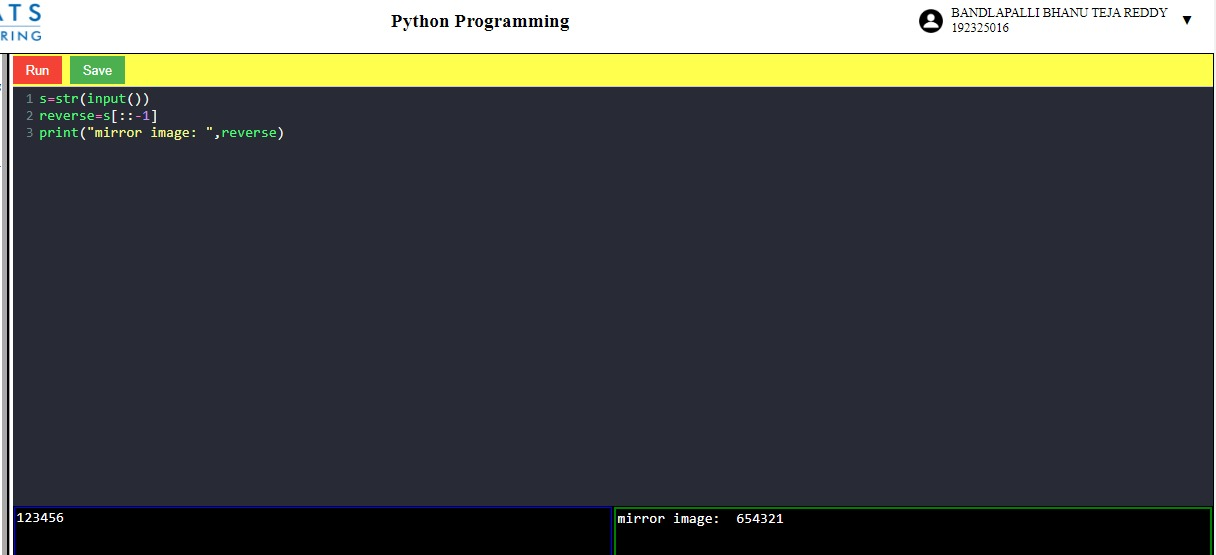 ATS
RING
Python Programming
BANDLAPALLI BHANU TEJA REDDY
192325016
Run
Save
1 s=str(input())
2 reverse=s[::-1]
3 print("mirror image: ",reverse)
123456
mirror image:  654321